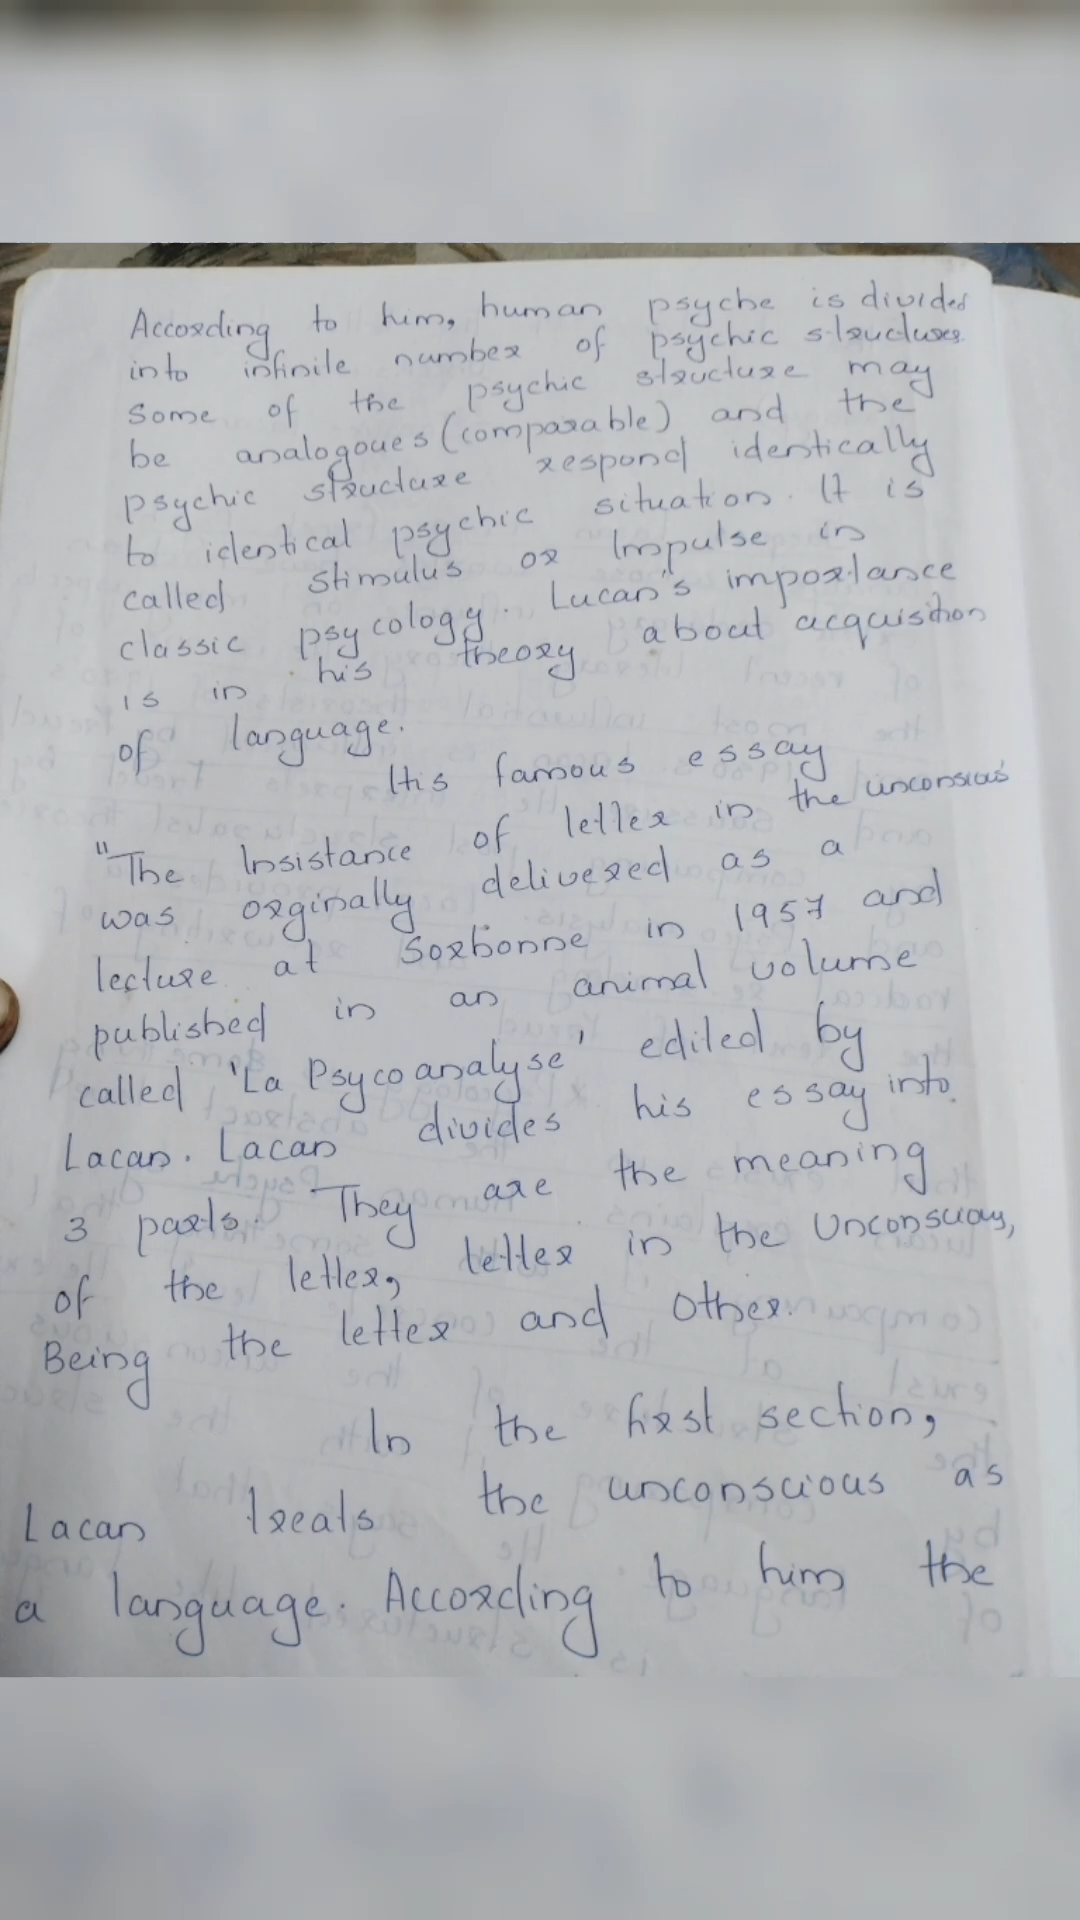 According to him, human psyche is divided
into infinile number of psychic structures.
Some of the psychic structure may
be analogoues (comparable) and the
psychic structure respond identically
to identical psychic situation. It is
called stimulus or Impulse in
classic psycology. Lucan's importance
is in his theory about acquisition
of language.
His famous essay
"The Insistance of letter in the unconsious'
was orginally delivered as a
lecture at Sorbonne in 1957 and
published in an animal volume
called 'La Psycoanalyse' edited by
Lacan. Lacan divides his essay into.
3 parts. They are the meaning
of the letter, letter in the Unconscious,
Being the letter and Other.
In the first section,
Lacan treats the unconscious as
a language. According to him the